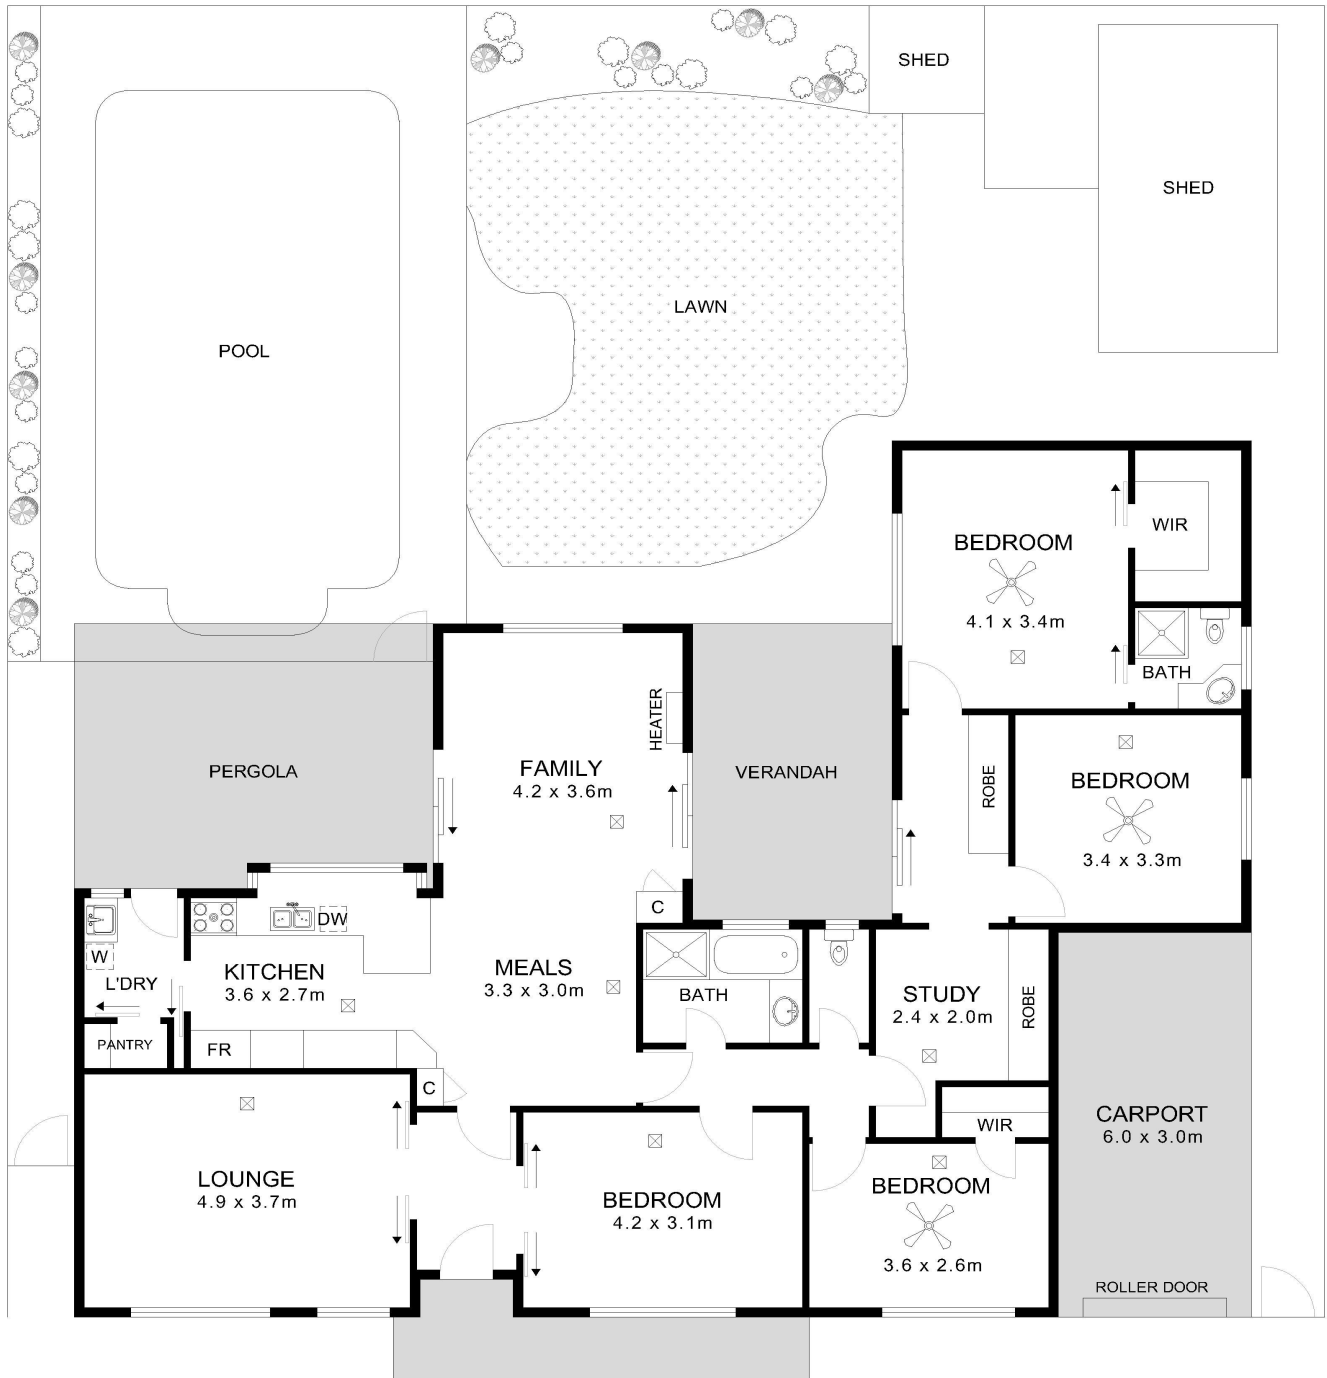 SHED
SHED
LAWN
POOL
WIR
BEDROOM
4.1 x 3.4m
BATH
HEATER
FAMILY
4.2 x 3.6m
PERGOLA
VERANDAH
ROBE
BEDROOM
3.4 x 3.3m
C
DW
W
L'DRY
KITCHEN
3.6 x 2.7m
MEALS
3.3 x 3.0m
BATH
STUDY
2.4 x 2.0m
ROBE
PANTRY
FR
C
WIR
CARPORT
6.0 x 3.0m
LOUNGE
4.9 x 3.7m
BEDROOM
4.2 x 3.1m
BEDROOM
3.6 x 2.6m
ROLLER DOOR